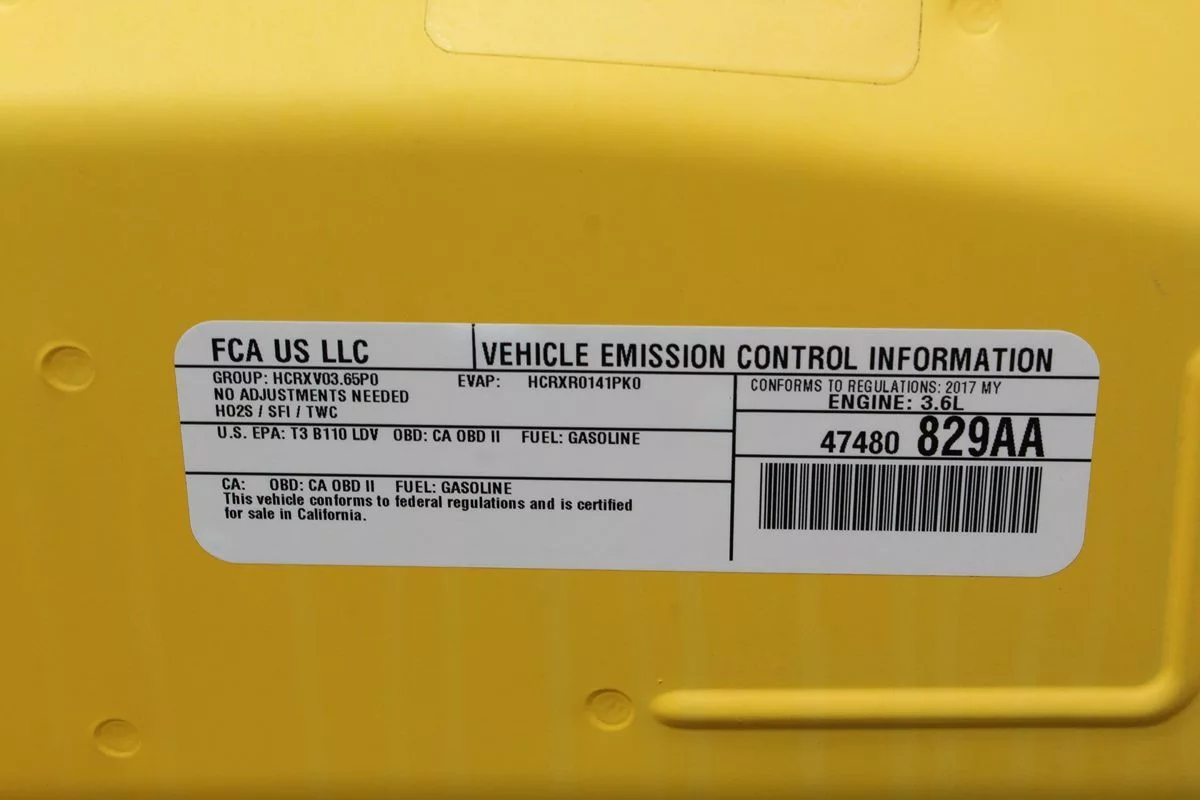 FCA US LLC
VEHICLE EMISSION CONTROL INFORMATION
GROUP: HCRXV03.65P0 EVAP: HCRXR0141PK0
NO ADJUSTMENTS NEEDED
HO2S / SFI / TWC
CONFORMS TO REGULATIONS: 2017 MY
ENGINE: 3.6L
U.S. EPA: T3 B110 LDV OBD: CA OBD II FUEL: GASOLINE
47480 829AA
CA: OBD: CA OBD II FUEL: GASOLINE
This vehicle conforms to federal regulations and is certified
for sale in California.